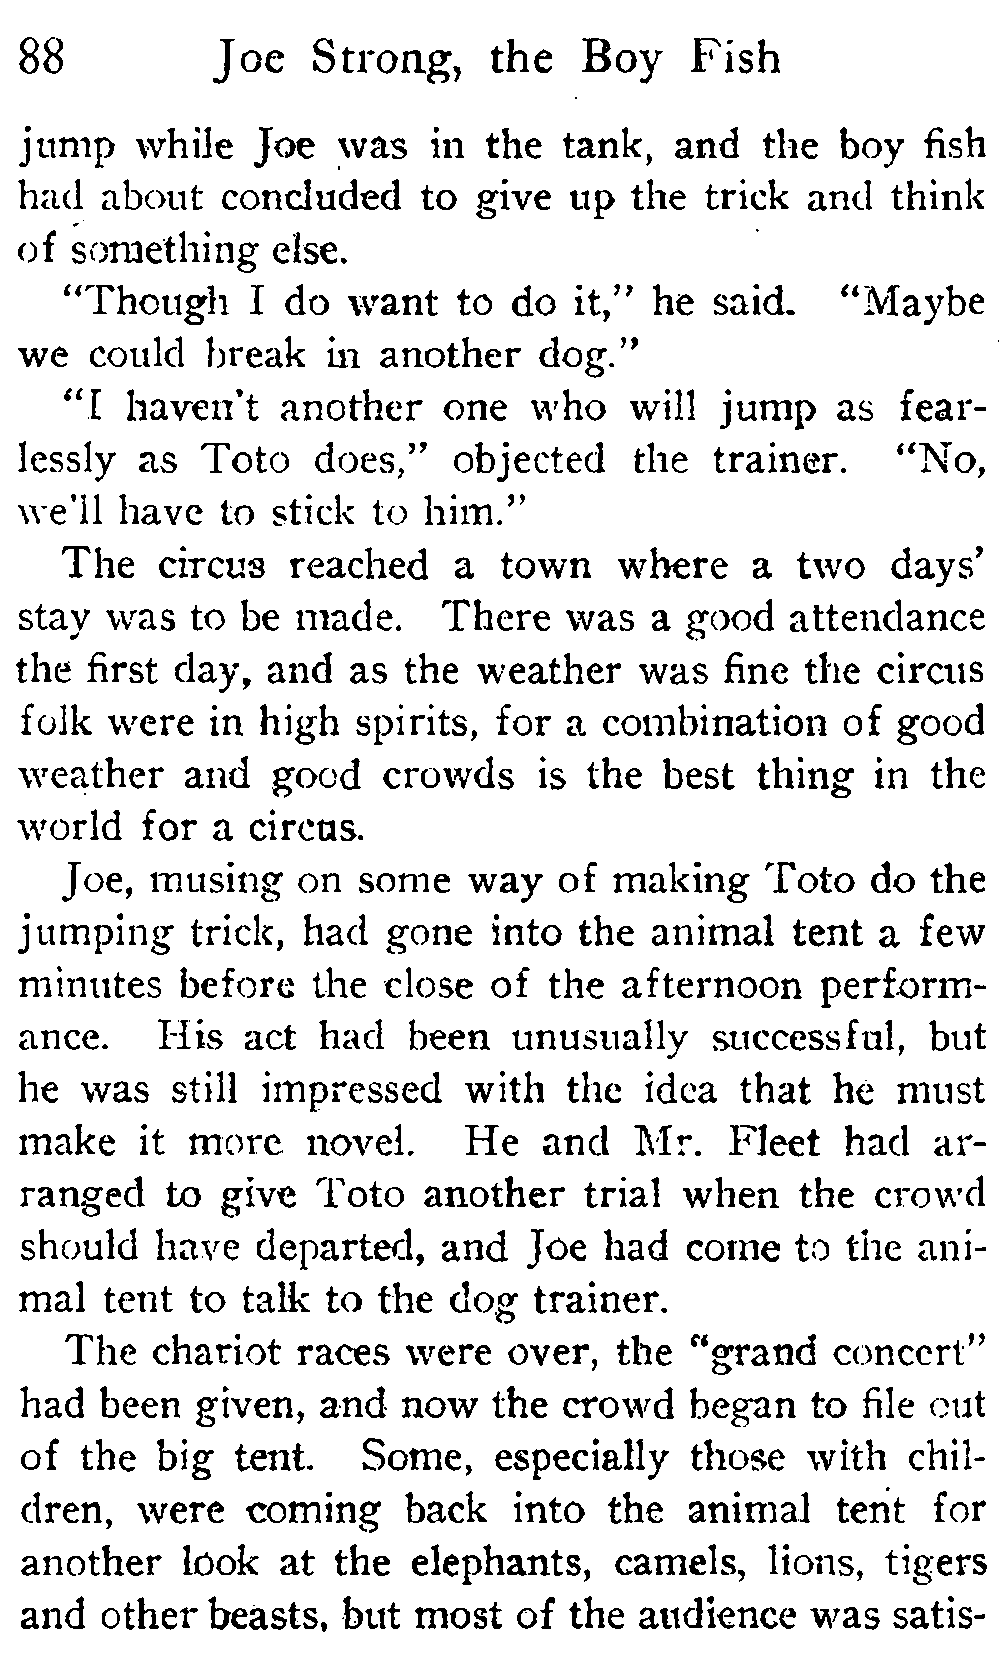 88 Joe Strong, the Boy Fish
jump while Joe was in the tank, and the boy fish
had about concluded to give up the trick and think
of something else.
"Though I do want to do it," he said. "Maybe
we could break in another dog."
"I haven't another one who will jump as fear-
lessly as Toto does," objected the trainer. "No,
we'll have to stick to him."
The circus reached a town where a two days'
stay was to be made. There was a good attendance
the first day, and as the weather was fine the circus
folk were in high spirits, for a combination of good
weather and good crowds is the best thing in the
world for a circus.
Joe, musing on some way of making Toto do the
jumping trick, had gone into the animal tent a few
minutes before the close of the afternoon perform-
ance. His act had been unusually successful, but
he was still impressed with the idea that he must
make it more novel. He and Mr. Fleet had ar-
ranged to give Toto another trial when the crowd
should have departed, and Joe had come to the ani-
mal tent to talk to the dog trainer.
The chariot races were over, the "grand concert"
had been given, and now the crowd began to file out
of the big tent. Some, especially those with chil-
dren, were coming back into the animal tent for
another look at the elephants, camels, lions, tigers
and other beasts, but most of the audience was satis-